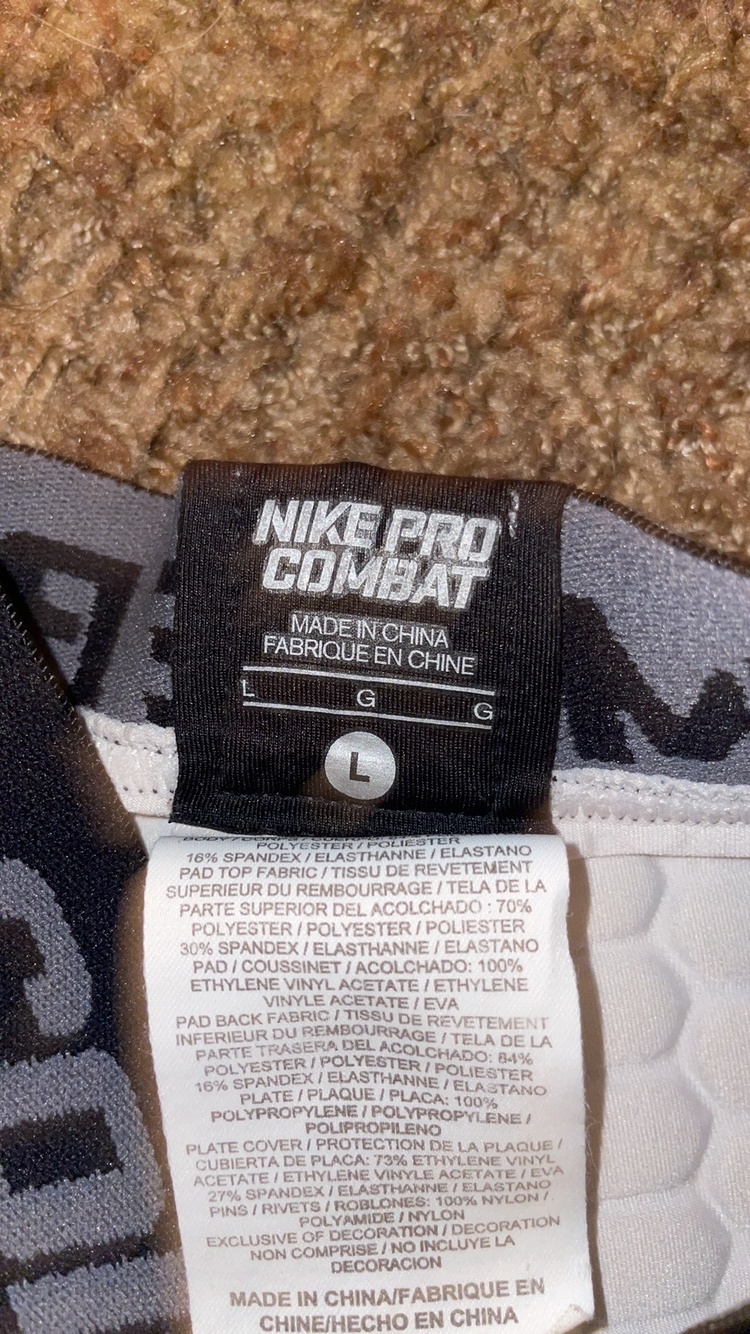 NIKE PRO
COMBAT
MADE IN CHINA
FABRIQUE EN CHINE
L G G
L
POLYESTER / POLIESTER
16% SPANDEX / ELASTHANNE / ELASTANO
PAD TOP FABRIC / TISSU DE REVETEMENT
SUPERIEUR DU REMBOURRAGE / TELA DE LA
PARTE SUPERIOR DEL ACOLCHADO : 70%
POLYESTER / POLYESTER / POLIESTER
30% SPANDEX / ELASTHANNE / ELASTANO
PAD / COUSSINET / ACOLCHADO: 100%
ETHYLENE VINYL ACETATE / ETHYLENE
VINYLE ACETATE / EVA
PAD BACK FABRIC / TISSU DE REVETEMENT
INFERIEUR DU REMBOURRAGE / TELA DE LA
PARTE TRASERA DEL ACOLCHADO: 84%
POLYESTER / POLYESTER / POLIESTER
16% SPANDEX / ELASTHANNE / ELASTANO
PLATE / PLAQUE / PLACA: 100%
POLYPROPYLENE / POLYPROPYLENE /
POLIPROPILENO
PLATE COVER / PROTECTION DE LA PLAQUE /
CUBIERTA DE PLACA: 73% ETHYLENE VINYL
ACETATE / ETHYLENE VINYLE ACETATE / EVA
27% SPANDEX / ELASTHANNE / ELASTANO
PINS / RIVETS / ROBLONES: 100% NYLON /
POLYAMIDE / NYLON
EXCLUSIVE OF DECORATION / DECORATION
NON COMPRISE / NO INCLUYE LA
DECORACION
MADE IN CHINA/FABRIQUE EN
CHINE/HECHO EN CHINA